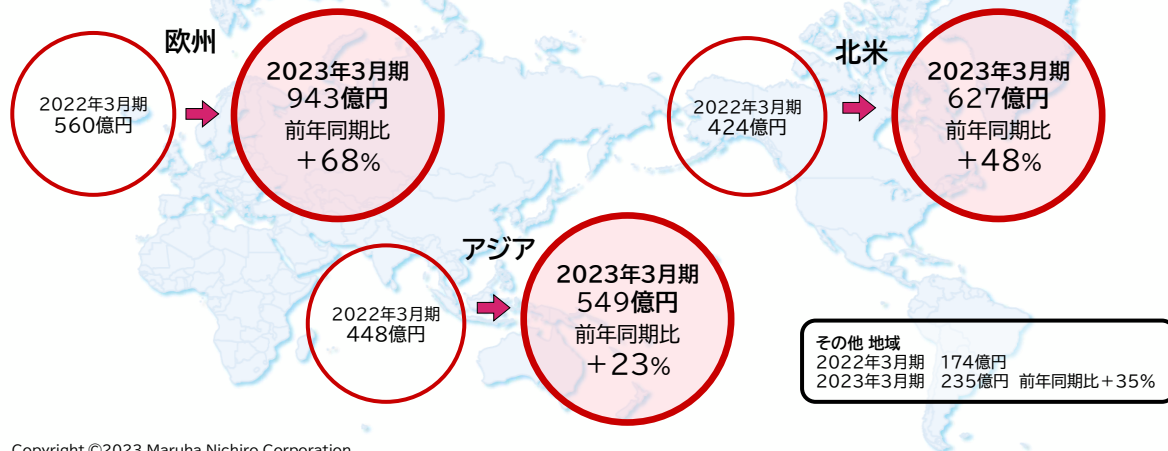 欧州
2022年3月期
560億円
2023年3月期
943億円
前年同期比
+68%
北米
2022年3月期
424億円
2023年3月期
627億円
前年同期比
+48%
アジア
2022年3月期
448億円
2023年3月期
549億円
前年同期比
+23%
その他 地域
2022年3月期 174億円
2023年3月期 235億円 前年同期比+35%
Copyright ©2023 Maruha Nichiro Corporation